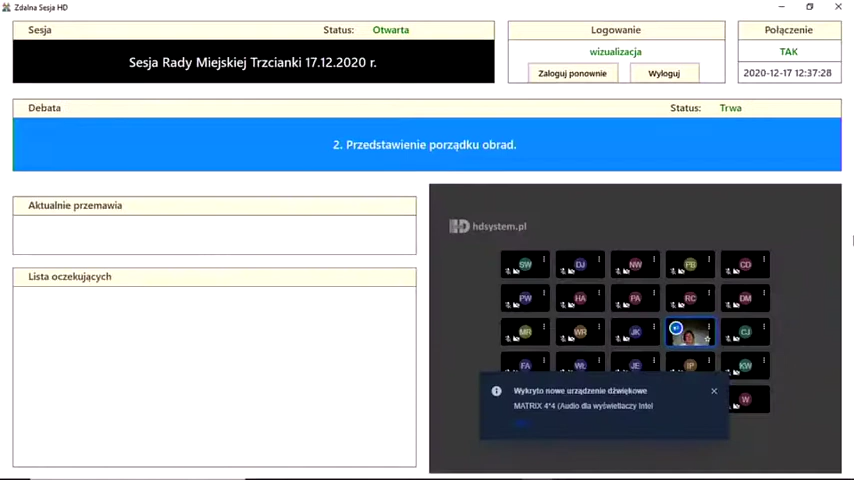 Zdalna Sesja HD
Sesja
Status: Otwarta
Sesja Rady Miejskiej Trzcianki 17.12.2020 r.
Logowanie
wizualizacja
Zaloguj ponownie
Wyloguj
Połączenie
TAK
2020-12-17 12:37:28
Debata
Status: Trwa
2. Przedstawienie porządku obrad.
Aktualnie przemawia
Lista oczekujących
HD hdsystem.pl
SW DJ NW PB CD
PW HA PA RC DM
MR WR JK CJ
FA WŁ JE IP KW
Wykryto nowe urządzenie dźwiękowe
MATRIX 4*4 (Audio dla wyświetlaczy Intel
W